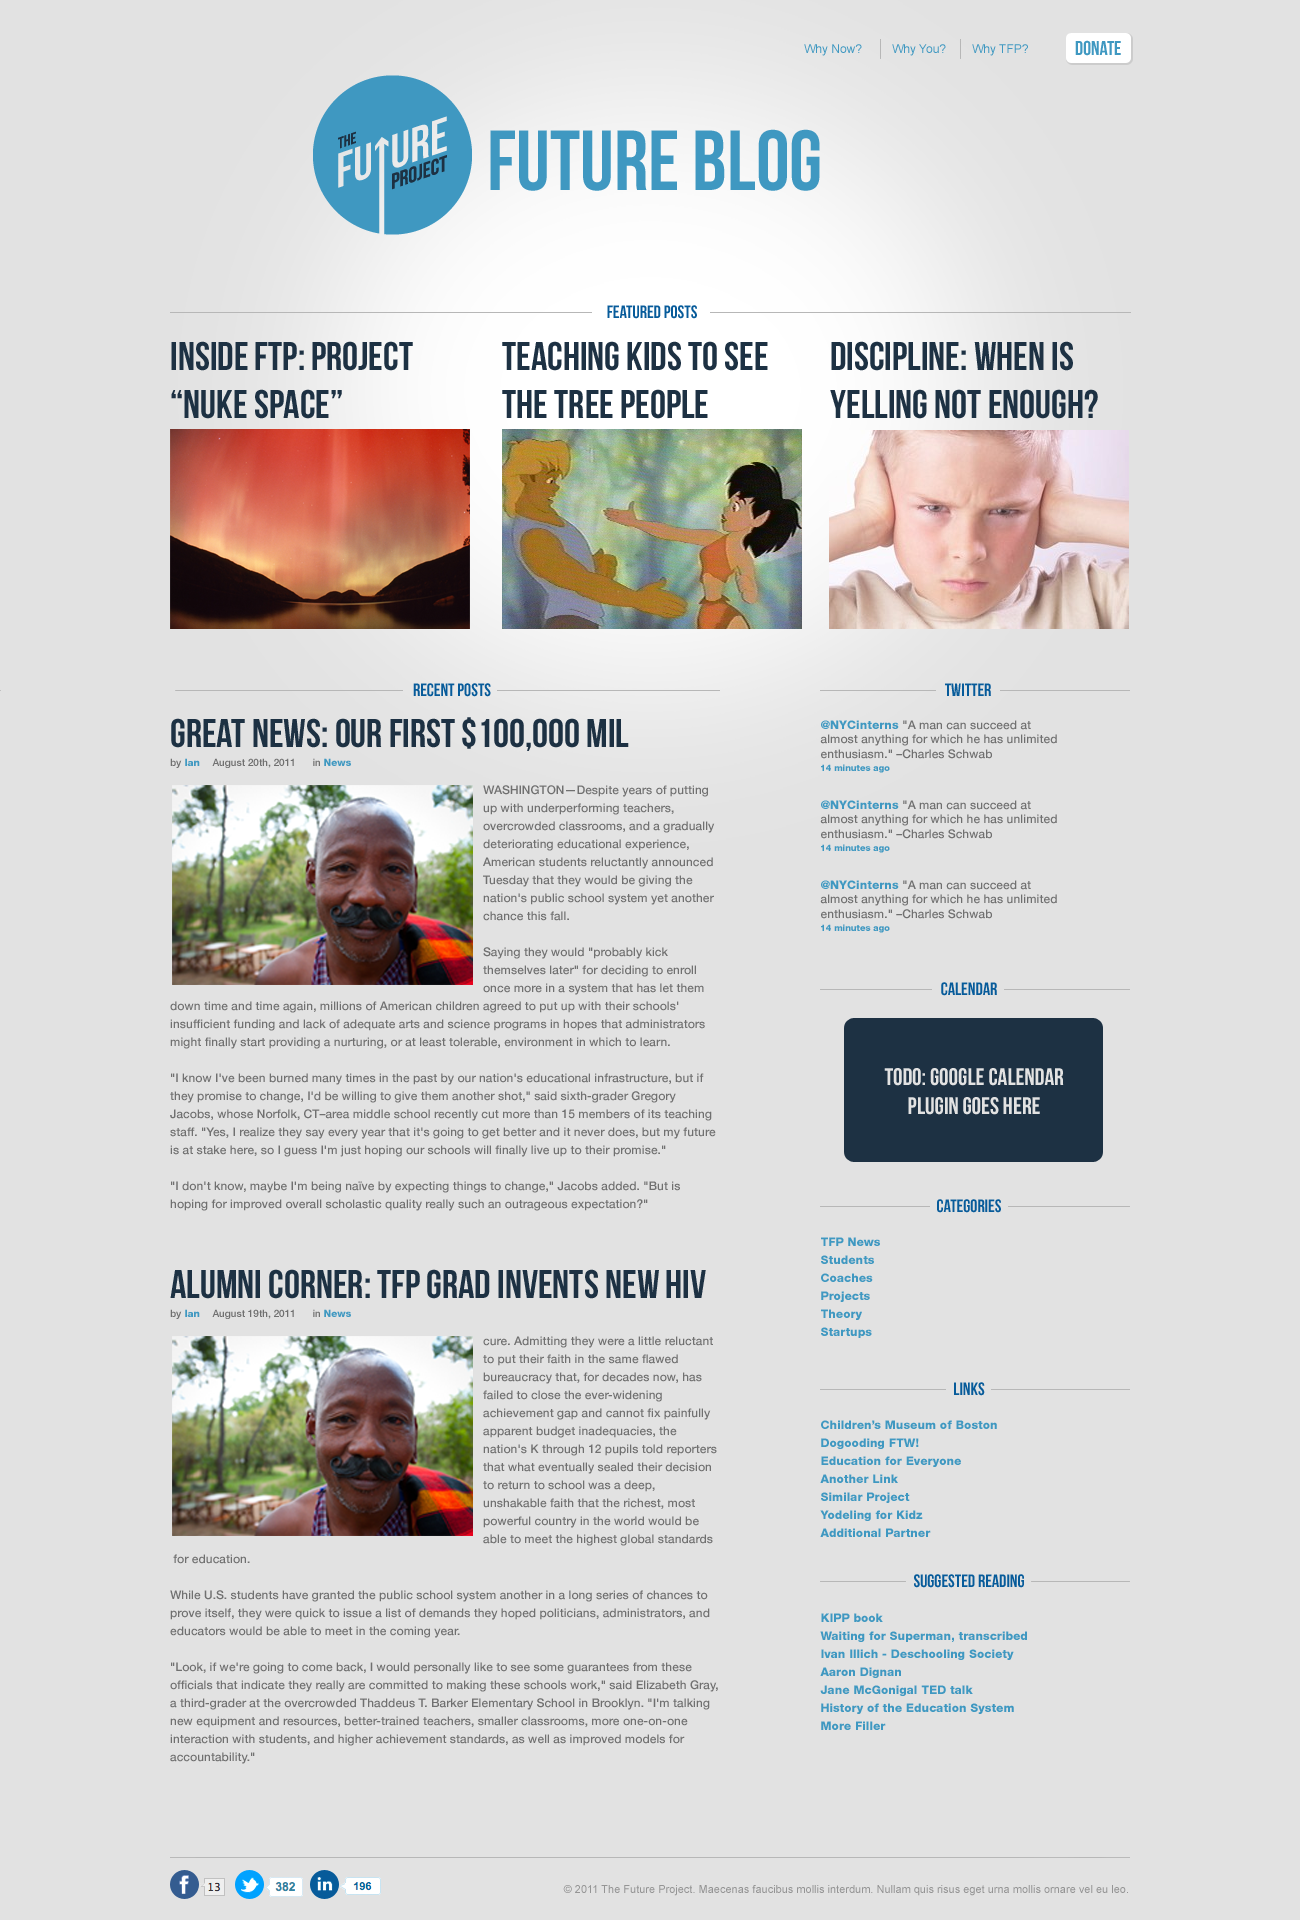 Why Now?
Why You?
Why TFP?
DONATE
THE
FUTURE
PROJECT
FUTURE BLOG
FEATURED POSTS
INSIDE FTP: PROJECT
“NUKE SPACE”
TEACHING KIDS TO SEE
THE TREE PEOPLE
DISCIPLINE: WHEN IS
YELLING NOT ENOUGH?
RECENT POSTS
GREAT NEWS: OUR FIRST $100,000 MIL
by Ian August 20th, 2011 in News
WASHINGTON—Despite years of putting
up with underperforming teachers,
overcrowded classrooms, and a gradually
deteriorating educational experience,
American students reluctantly announced
Tuesday that they would be giving the
nation's public school system yet another
chance this fall.
Saying they would "probably kick
themselves later" for deciding to enroll
once more in a system that has let them
down time and time again, millions of American children agreed to put up with their schools'
insufficient funding and lack of adequate arts and science programs in hopes that administrators
might finally start providing a nurturing, or at least tolerable, environment in which to learn.
"I know I've been burned many times in the past by our nation's educational infrastructure, but if
they promise to change, I'd be willing to give them another shot," said sixth-grader Gregory
Jacobs, whose Norfolk, CT–area middle school recently cut more than 15 members of its teaching
staff. "Yes, I realize they say every year that it's going to get better and it never does, but my future
is at stake here, so I guess I'm just hoping our schools will finally live up to their promise."
"I don't know, maybe I'm being naïve by expecting things to change," Jacobs added. "But is
hoping for improved overall scholastic quality really such an outrageous expectation?"
ALUMNI CORNER: TFP GRAD INVENTS NEW HIV
by Ian August 19th, 2011 in News
cure. Admitting they were a little reluctant
to put their faith in the same flawed
bureaucracy that, for decades now, has
failed to close the ever-widening
achievement gap and cannot fix painfully
apparent budget inadequacies, the
nation's K through 12 pupils told reporters
that what eventually sealed their decision
to return to school was a deep,
unshakable faith that the richest, most
powerful country in the world would be
able to meet the highest global standards
for education.
While U.S. students have granted the public school system another in a long series of chances to
prove itself, they were quick to issue a list of demands they hoped politicians, administrators, and
educators would be able to meet in the coming year.
"Look, if we're going to come back, I would personally like to see some guarantees from these
officials that indicate they really are committed to making these schools work," said Elizabeth Gray,
a third-grader at the overcrowded Thaddeus T. Barker Elementary School in Brooklyn. "I'm talking
new equipment and resources, better-trained teachers, smaller classrooms, more one-on-one
interaction with students, and higher achievement standards, as well as improved models for
accountability."
TWITTER
@NYCinterns "A man can succeed at
almost anything for which he has unlimited
enthusiasm." –Charles Schwab
14 minutes ago
@NYCinterns "A man can succeed at
almost anything for which he has unlimited
enthusiasm." –Charles Schwab
14 minutes ago
@NYCinterns "A man can succeed at
almost anything for which he has unlimited
enthusiasm." –Charles Schwab
14 minutes ago
CALENDAR
TODO: GOOGLE CALENDAR
PLUGIN GOES HERE
CATEGORIES
TFP News
Students
Coaches
Projects
Theory
Startups
LINKS
Children's Museum of Boston
Dogooding FTW!
Education for Everyone
Another Link
Similar Project
Yodeling for Kidz
Additional Partner
SUGGESTED READING
KIPP book
Waiting for Superman, transcribed
Ivan Illich - Deschooling Society
Aaron Dignan
Jane McGonigal TED talk
History of the Education System
More Filler
f 13 382 in 196
© 2011 The Future Project. Maecenas faucibus mollis interdum. Nullam quis risus eget urna mollis ornare vel eu leo.